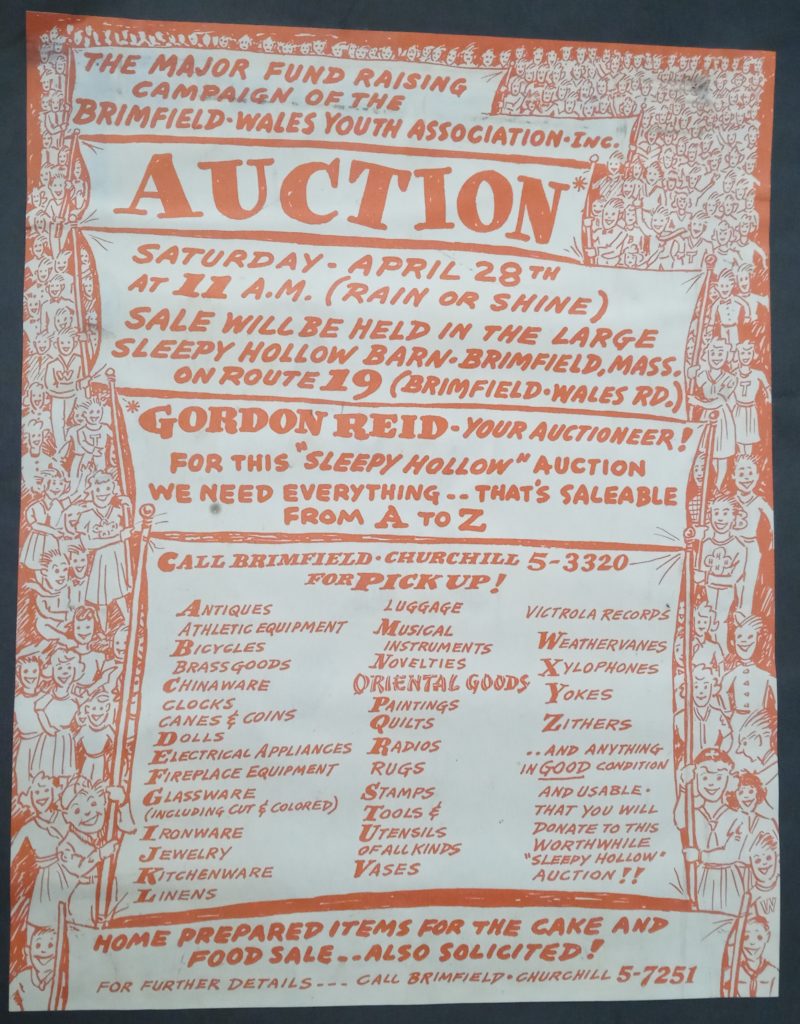 THE MAJOR FUND RAISING
CAMPAIGN OF THE
BRIMFIELD-WALES YOUTH ASSOCIATION-INC.
AUCTION*
SATURDAY - APRIL 28TH
AT 11 A.M. (RAIN OR SHINE)
SALE WILL BE HELD IN THE LARGE
SLEEPY HOLLOW BARN-BRIMFIELD, MASS.
ON ROUTE 19 (BRIMFIELD-WALES RD.)
*GORDON REID - YOUR AUCTIONEER!
FOR THIS "SLEEPY HOLLOW" AUCTION
WE NEED EVERYTHING -- THAT'S SALEABLE
FROM A TO Z
CALL BRIMFIELD-CHURCHILL 5-3320
FOR PICK UP!
ANTIQUES
ATHLETIC EQUIPMENT
BICYCLES
BRASS GOODS
CHINAWARE
CLOCKS
CANES & COINS
DOLLS
ELECTRICAL APPLIANCES
FIREPLACE EQUIPMENT
GLASSWARE
(INCLUDING CUT & COLORED)
IRONWARE
JEWELRY
KITCHENWARE
LINENS
LUGGAGE
MUSICAL
INSTRUMENTS
NOVELTIES
ORIENTAL GOODS
PAINTINGS
QUILTS
RADIOS
RUGS
STAMPS
TOOLS &
UTENSILS
OF ALL KINDS
VASES
VICTROLA RECORDS
WEATHERVANES
XYLOPHONES
YOKES
ZITHERS
..AND ANYTHING
IN GOOD CONDITION
AND USABLE-
THAT YOU WILL
DONATE TO THIS
WORTHWHILE
"SLEEPY HOLLOW"
AUCTION!!
HOME PREPARED ITEMS FOR THE CAKE AND
FOOD SALE..ALSO SOLICITED!
FOR FURTHER DETAILS --- CALL BRIMFIELD-CHURCHILL 5-7251